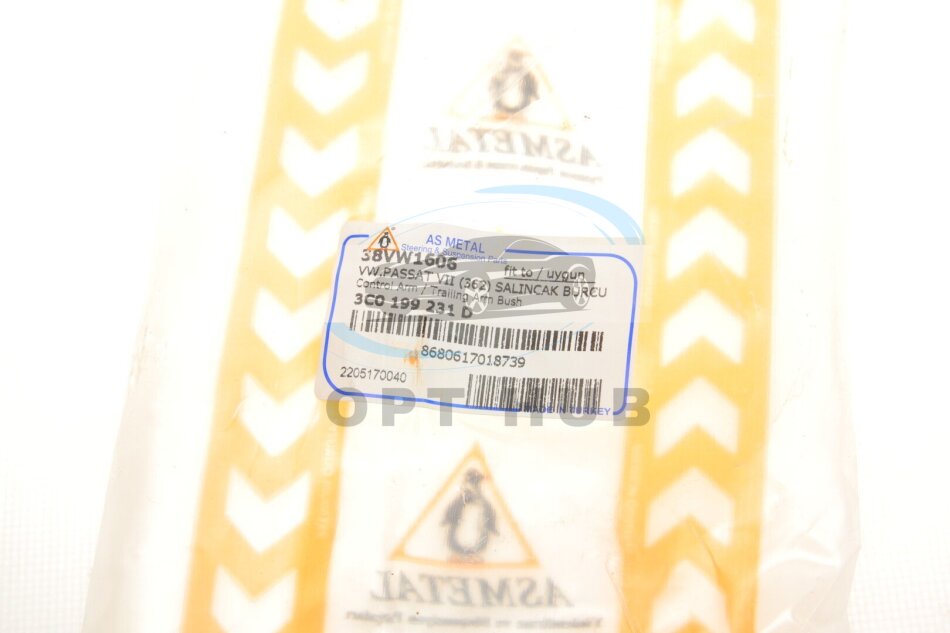 ASMETAL
AS METAL
Steering & Suspension Parts
38VW1606
fit to / uygun
VW.PASSAT VII (362) SALINCAK BURCU
Control Arm / Trailing Arm Bush
3C0 199 231 D
8680617018739
2205170040
MADE IN TURKEY
OPT HUB
ASMETAL